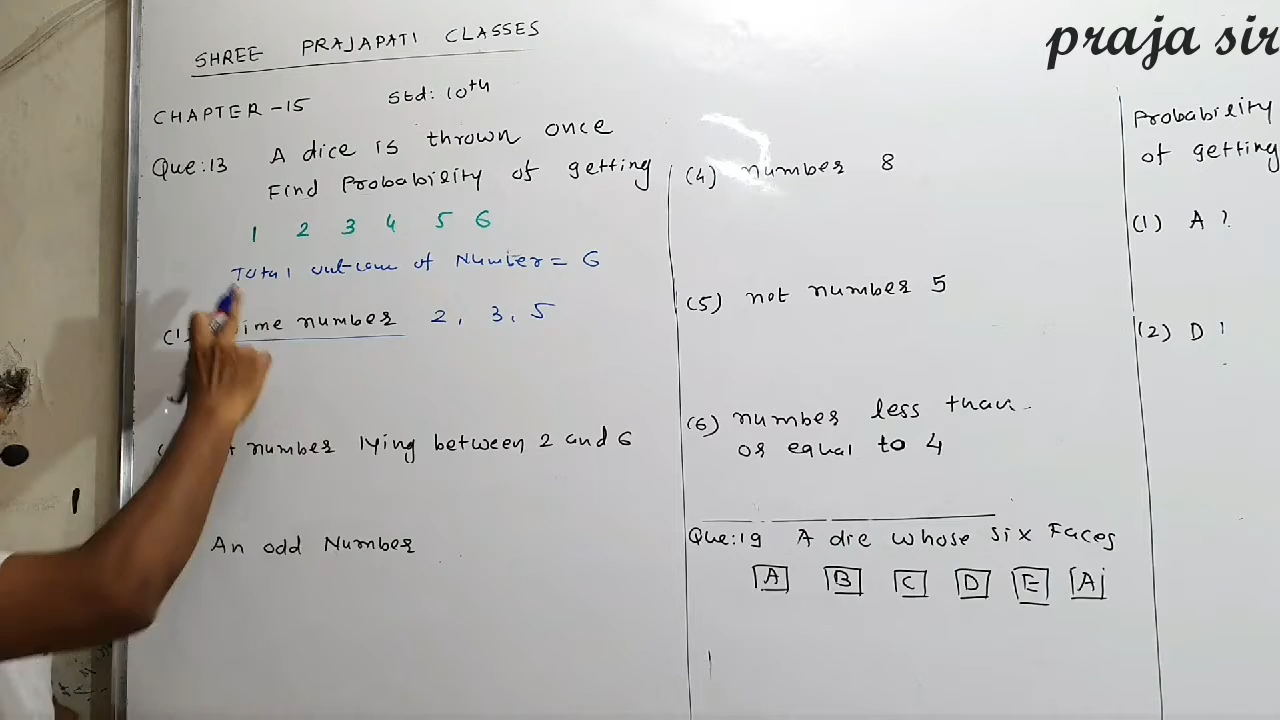 SHREE PRAJAPATI CLASSES
praja sir
CHAPTER-15 Std: 10th
Que:13 A dice is thrown once
Find Probability of getting
1 2 3 4 5 6
Total outcome of Number = 6
(1) number 2, 3, 5
number lying between 2 and 6
An odd Number
(4) number 8
(5) not number 5
(6) number less than
or equal to 4
Que:19 A die whose six Faces
A B C D E A
Probability
of getting
(1) A ?
(2) D ?